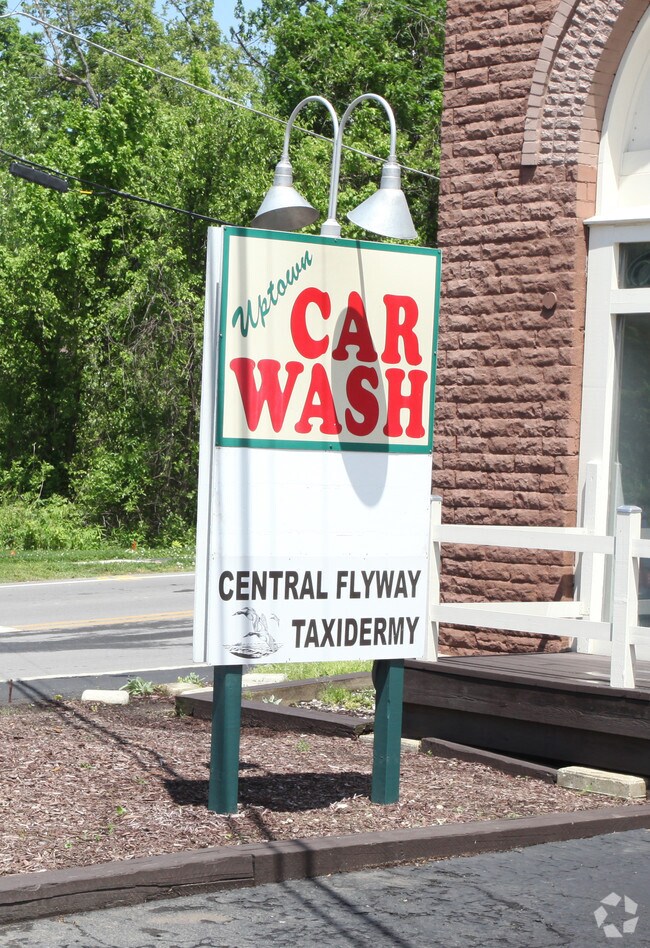 Uptown
CAR
WASH
CENTRAL FLYWAY
TAXIDERMY